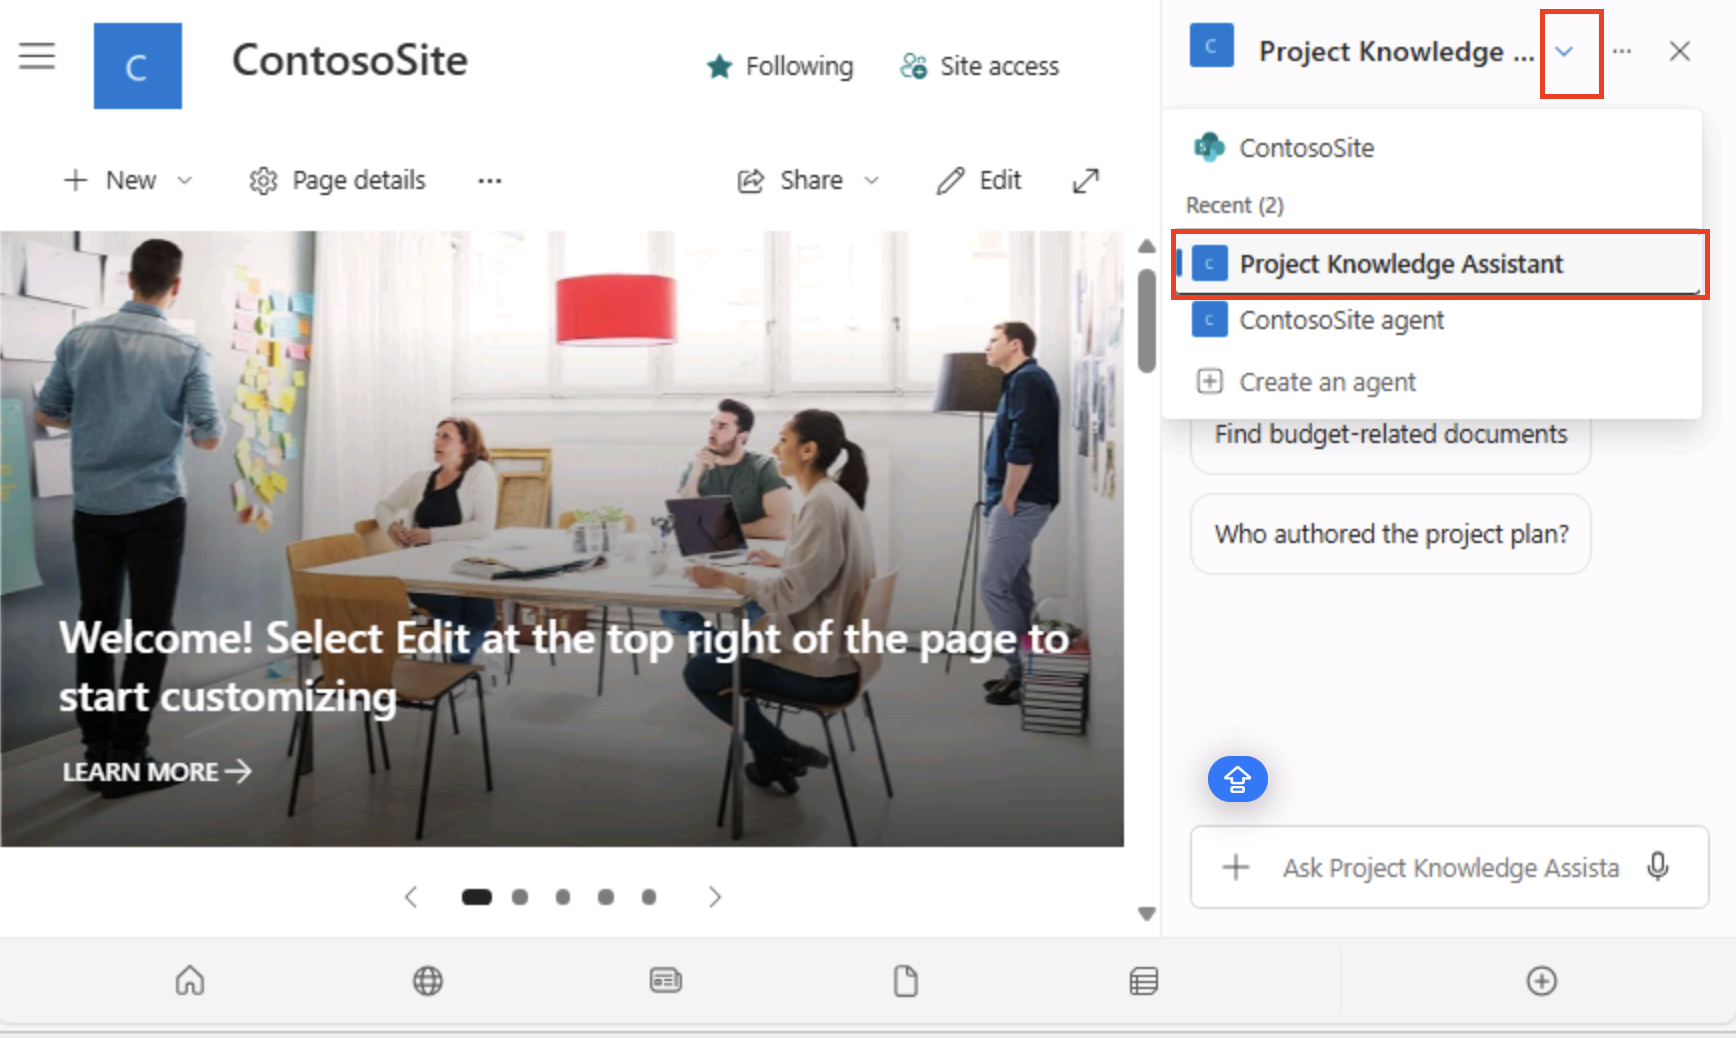 C
ContosoSite
Following
Site access
New
Page details
...
Share
Edit
Welcome! Select Edit at the top right of the page to
start customizing
LEARN MORE
C
Project Knowledge ...
...
S
ContosoSite
Recent (2)
C
Project Knowledge Assistant
C
ContosoSite agent
Create an agent
Find budget-related documents
Who authored the project plan?
Ask Project Knowledge Assista